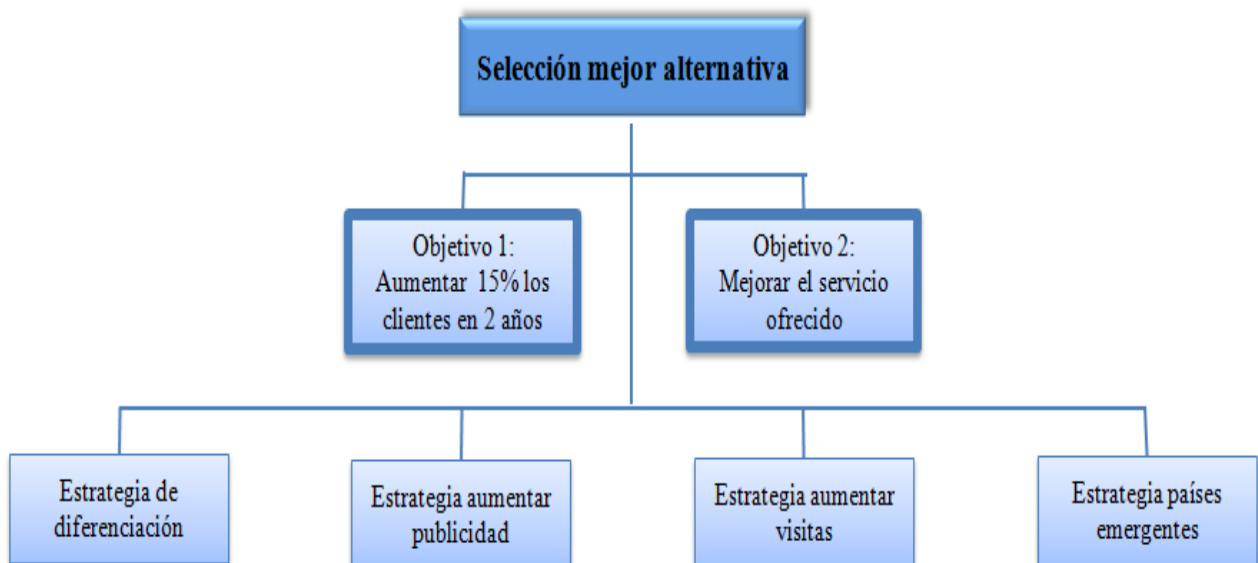 Selección mejor alternativa
Objetivo 1:
Aumentar 15% los
clientes en 2 años
Objetivo 2:
Mejorar el servicio
ofrecido
Estrategia de
diferenciación
Estrategia aumentar
publicidad
Estrategia aumentar
visitas
Estrategia países
emergentes